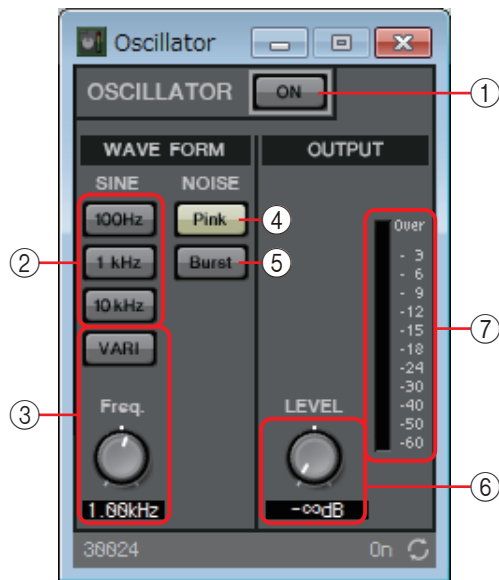 Oscillator
OSCILLATOR ON
①
WAVE FORM
OUTPUT
SINE NOISE
100Hz Pink
④
②
1 kHz Burst
⑤
10 kHz
VARI
③
Freq.
1.00kHz
Over
- 3
- 6
- 9
-12
-15
-18
-24
-30
-40
-50
-60
⑦
LEVEL
-∞dB
⑥
30024 On